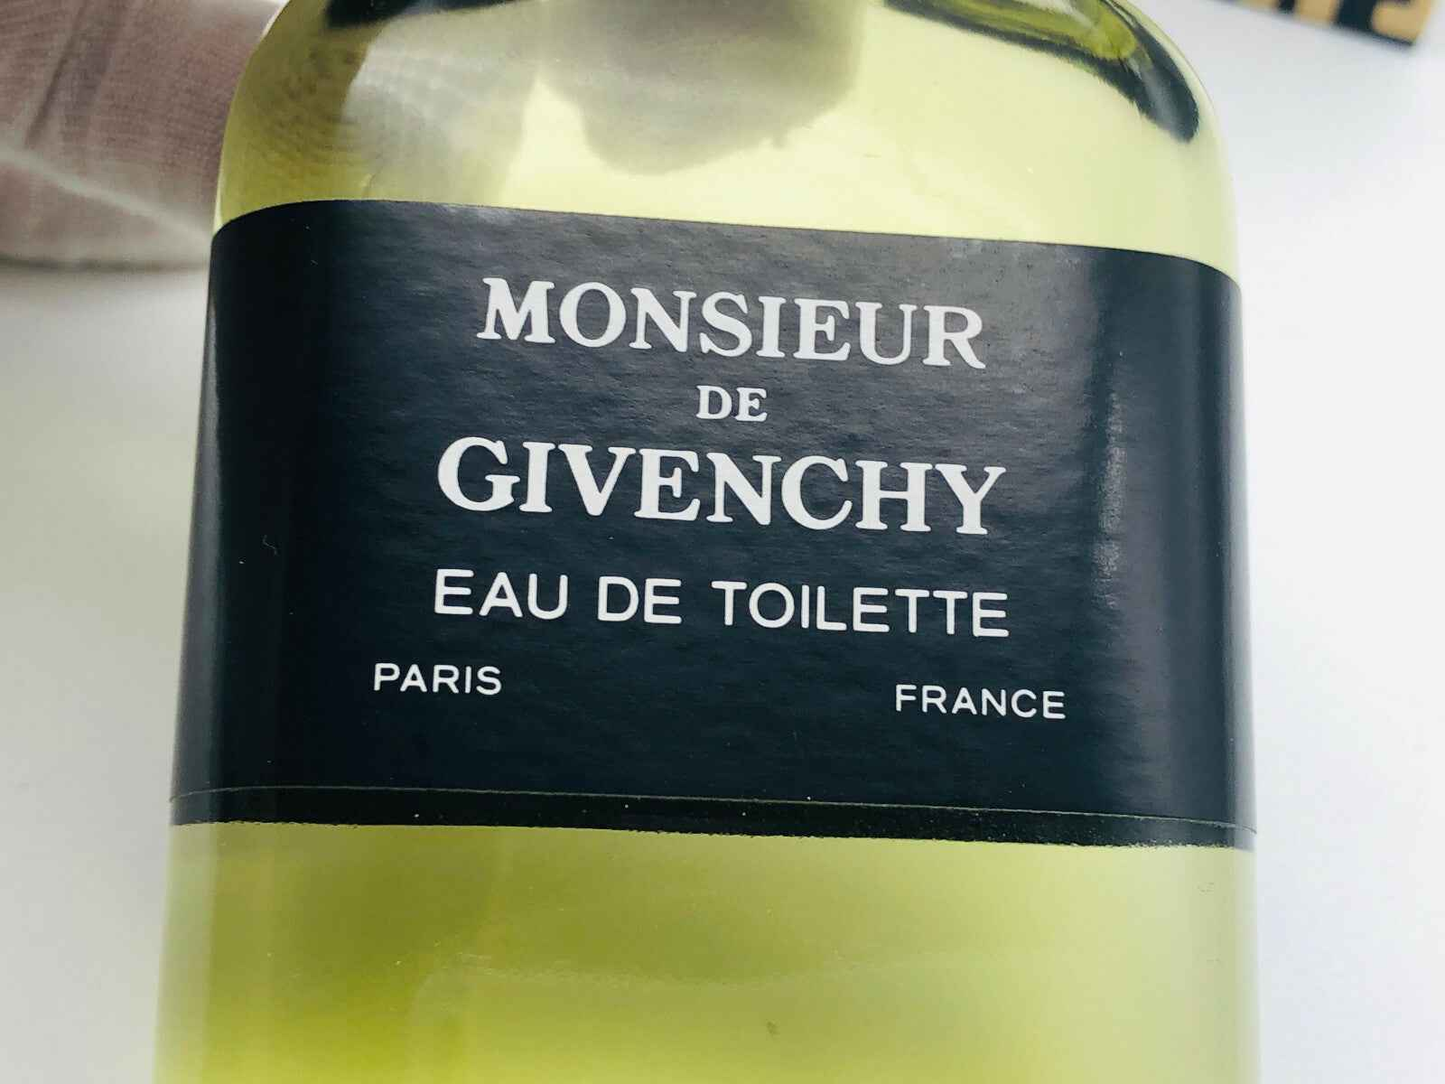 MONSIEUR
DE
GIVENCHY
EAU DE TOILETTE
PARIS FRANCE